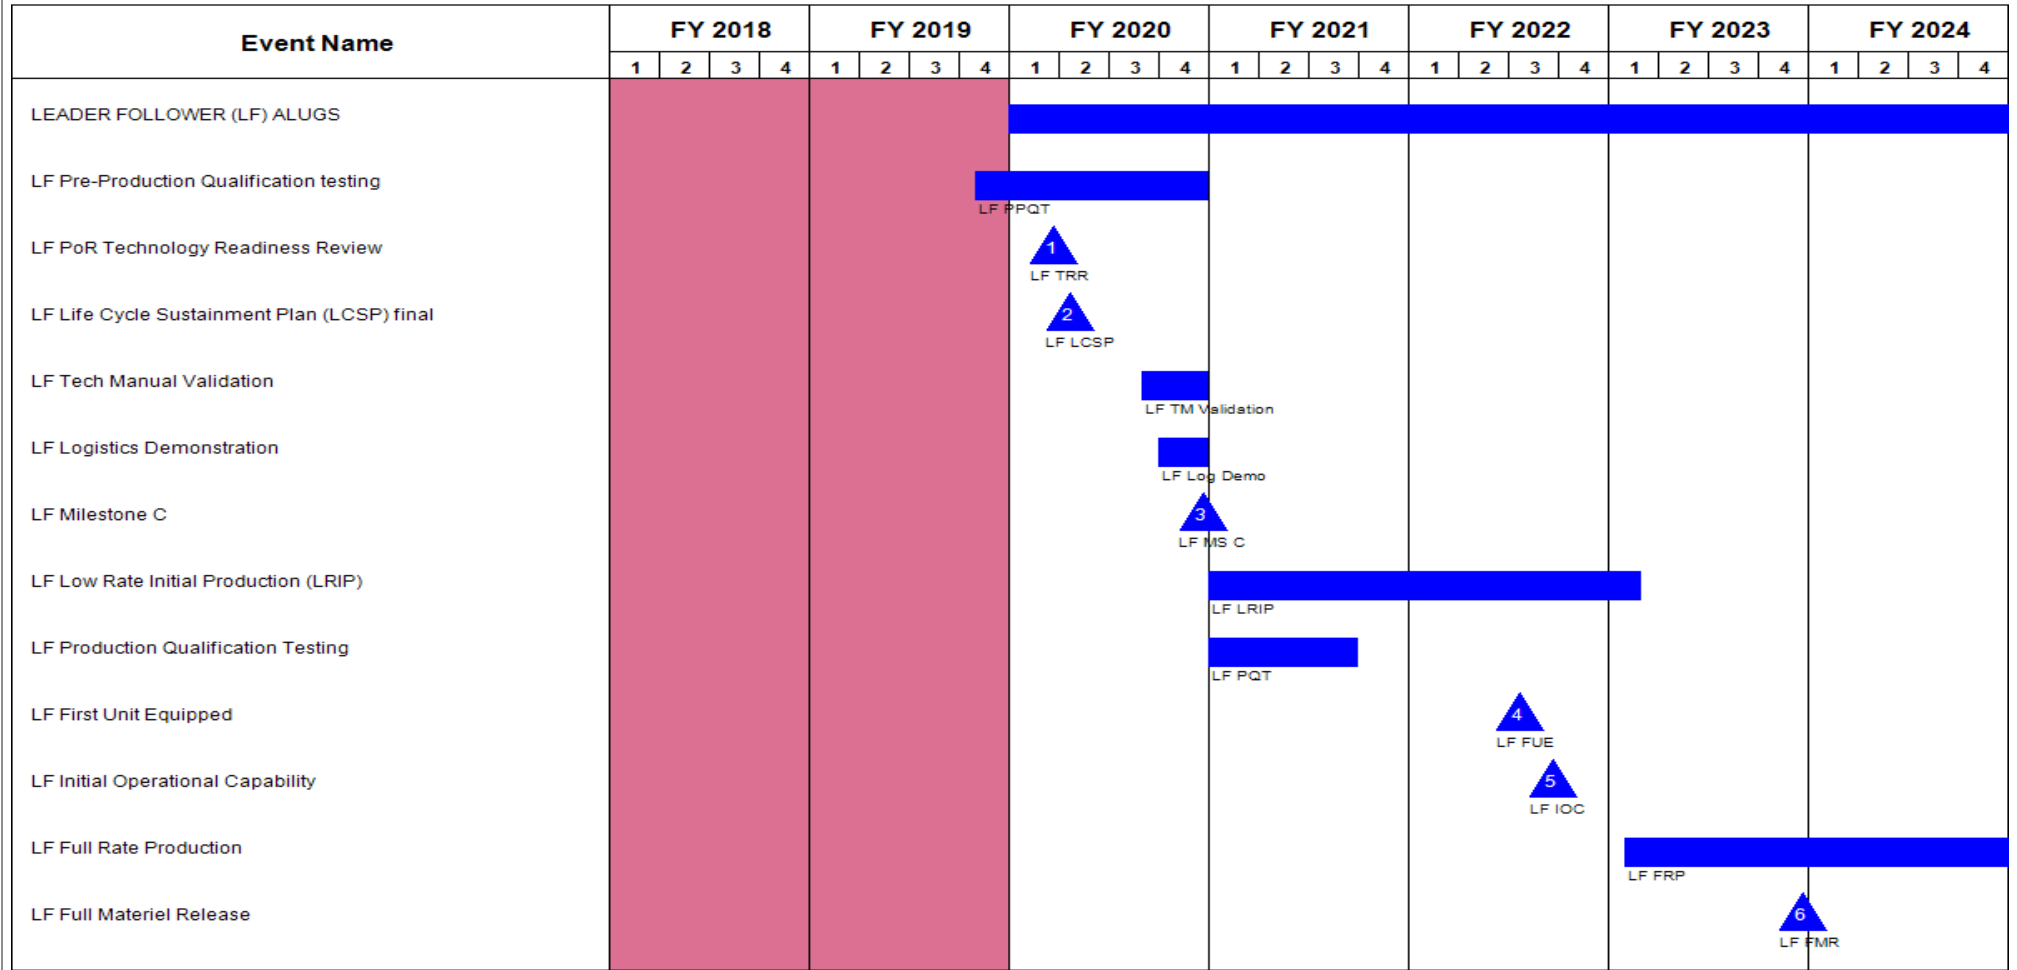 Event Name
FY 2018 FY 2019 FY 2020 FY 2021 FY 2022 FY 2023 FY 2024
1 2 3 4 1 2 3 4 1 2 3 4 1 2 3 4 1 2 3 4 1 2 3 4 1 2 3 4
LEADER FOLLOWER (LF) ALUGS
LF Pre-Production Qualification testing
LF PPQT
LF PoR Technology Readiness Review
1
LF TRR
LF Life Cycle Sustainment Plan (LCSP) final
2
LF LCSP
LF Tech Manual Validation
LF TM Validation
LF Logistics Demonstration
LF Log Demo
LF Milestone C
3
LF MS C
LF Low Rate Initial Production (LRIP)
LF LRIP
LF Production Qualification Testing
LF PQT
LF First Unit Equipped
4
LF FUE
LF Initial Operational Capability
5
LF IOC
LF Full Rate Production
LF FRP
LF Full Materiel Release
6
LF FMR